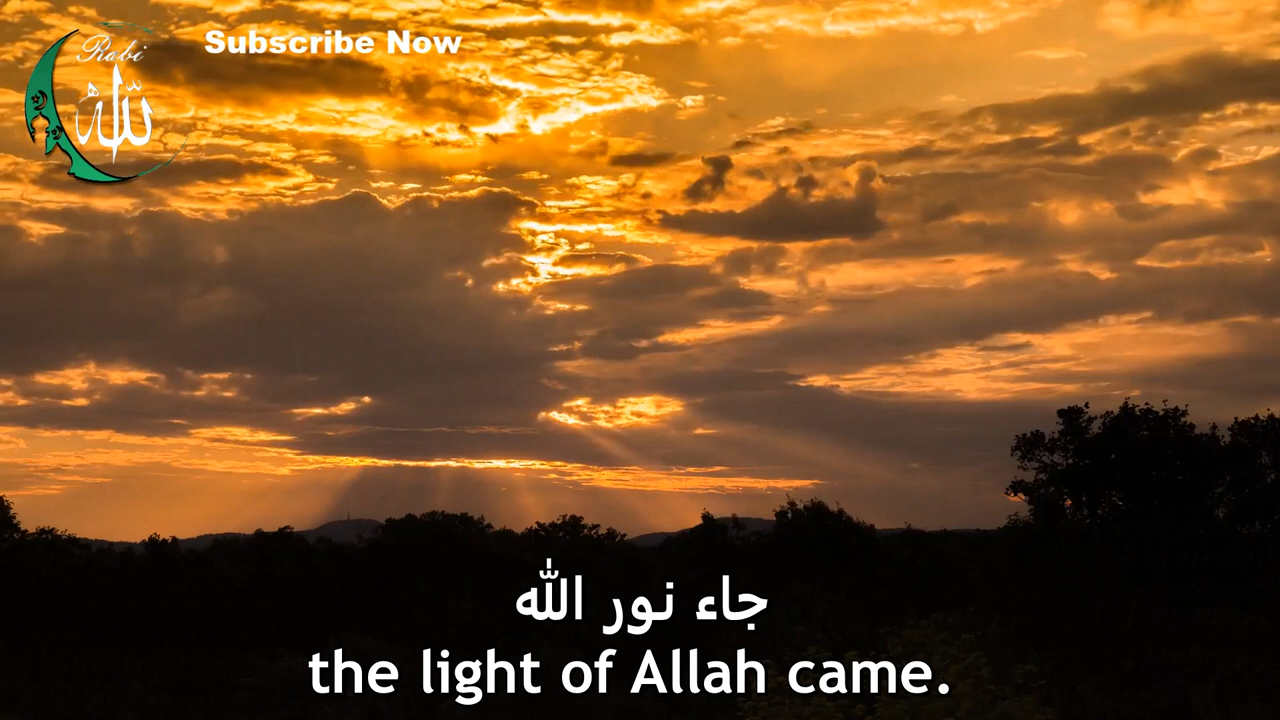 Subscribe Now
Rabi
الله
جاء نور الله
the light of Allah came.